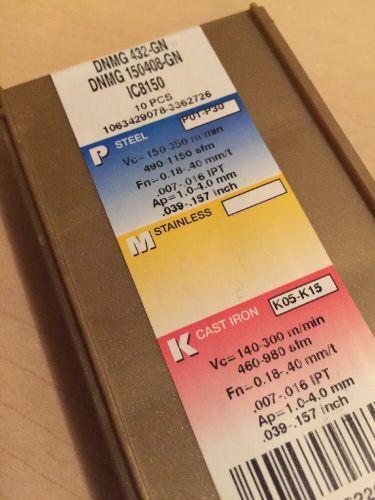 DNMG 432-GN
DNMG 150408-GN
IC8150
10 PCS
1063429078-3362726
P STEEL P01-P30
Vc=150-350 m/min
490-1150 sfm
Fn=0.18-.40 mm/t
.007-.016 IPT
Ap=1.0-4.0 mm
.039-.157 inch
M STAINLESS
K CAST IRON K05-K15
Vc=140-300 m/min
460-980 sfm
Fn=0.18-.40 mm/t
.007-.016 IPT
Ap=1.0-4.0 mm
.039-.157 inch